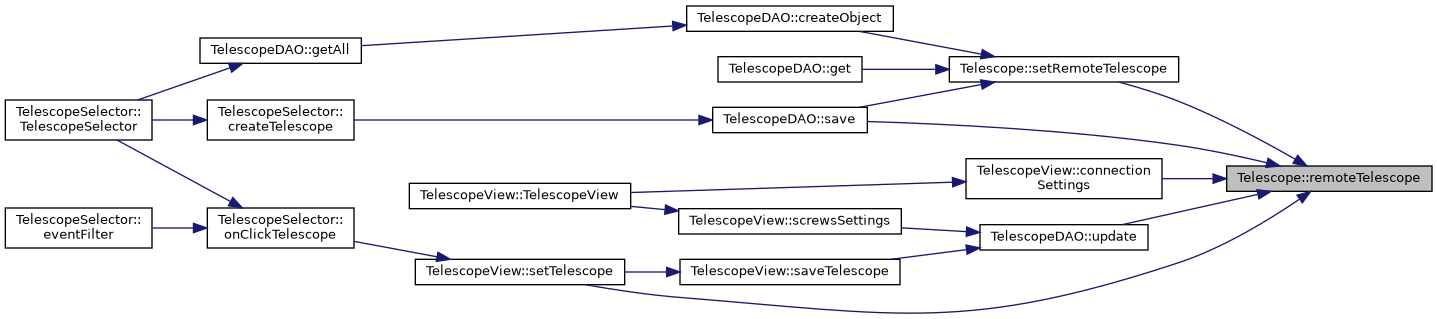 TelescopeDAO::createObject
TelescopeDAO::getAll
TelescopeDAO::get
Telescope::setRemoteTelescope
TelescopeSelector::
TelescopeSelector
TelescopeSelector::
createTelescope
TelescopeDAO::save
TelescopeView::connection
Settings
Telescope::remoteTelescope
TelescopeView::TelescopeView
TelescopeView::screwsSettings
TelescopeSelector::
eventFilter
TelescopeSelector::
onClickTelescope
TelescopeDAO::update
TelescopeView::setTelescope
TelescopeView::saveTelescope